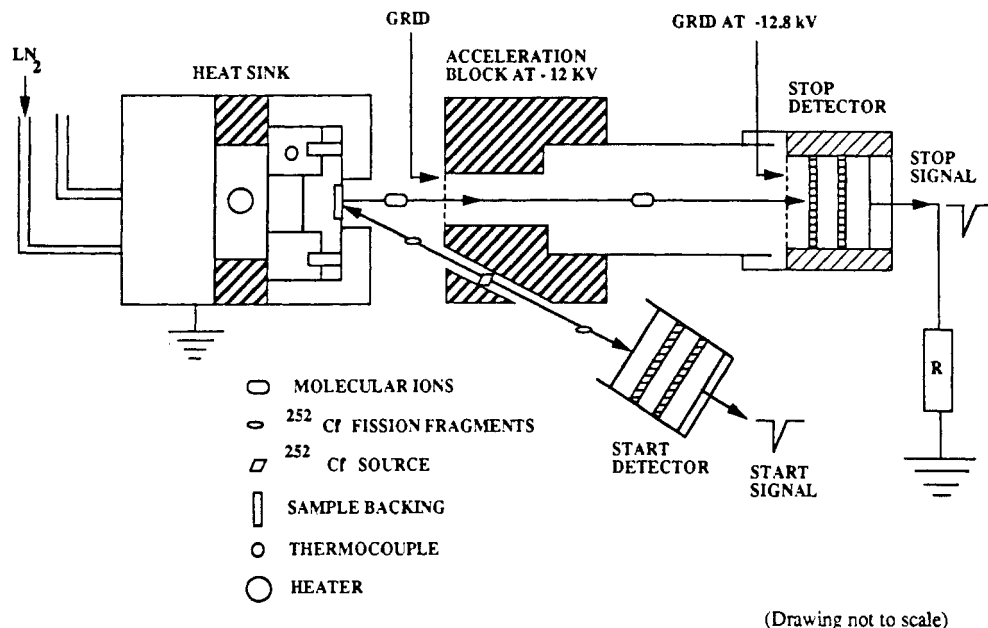 GRID
GRID AT -12.8 kV
LN2
HEAT SINK
ACCELERATION
BLOCK AT - 12 KV
STOP
DETECTOR
STOP
SIGNAL
R
MOLECULAR IONS
252 Cf FISSION FRAGMENTS
252 Cf SOURCE
SAMPLE BACKING
THERMOCOUPLE
HEATER
START
DETECTOR
START
SIGNAL
(Drawing not to scale)